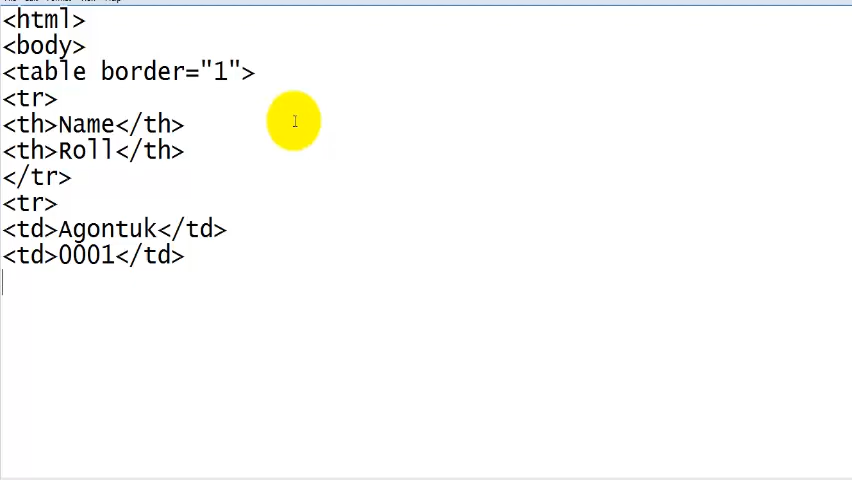 <html>
<body>
<table border="1">
<tr>
<th>Name</th>
<th>Roll</th>
</tr>
<tr>
<td>Agontuk</td>
<td>0001</td>